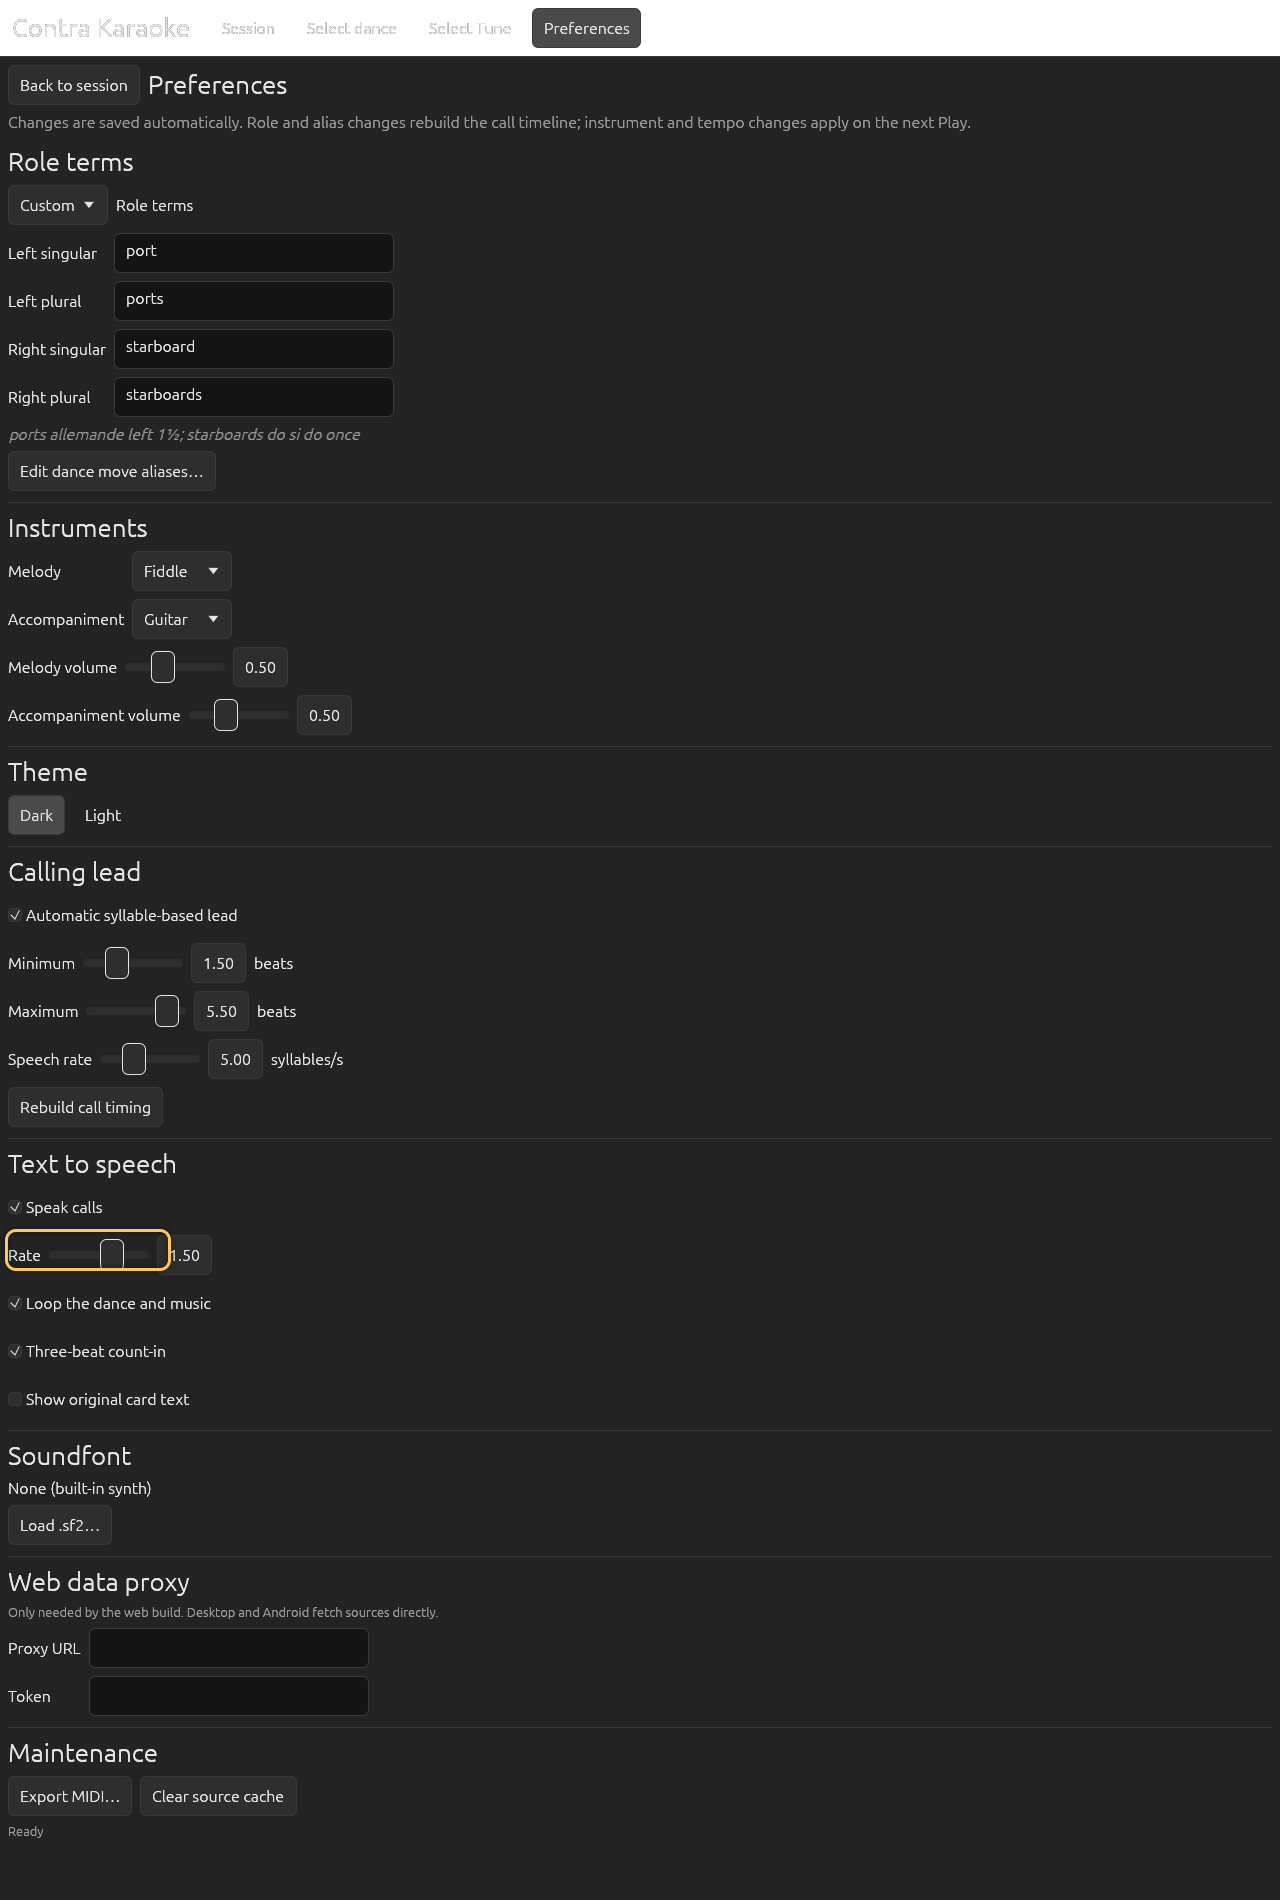 Contra Karaoke Session Select dance Select Tune Preferences
Back to session Preferences
Changes are saved automatically. Role and alias changes rebuild the call timeline; instrument and tempo changes apply on the next Play.
Role terms
Custom Role terms
Left singular port
Left plural ports
Right singular starboard
Right plural starboards
ports allemande left 1½; starboards do si do once
Edit dance move aliases…
Instruments
Melody Fiddle
Accompaniment Guitar
Melody volume 0.50
Accompaniment volume 0.50
Theme
Dark Light
Calling lead
Automatic syllable-based lead
Minimum 1.50 beats
Maximum 5.50 beats
Speech rate 5.00 syllables/s
Rebuild call timing
Text to speech
Speak calls
Rate 1.50
Loop the dance and music
Three-beat count-in
Show original card text
Soundfont
None (built-in synth)
Load .sf2…
Web data proxy
Only needed by the web build. Desktop and Android fetch sources directly.
Proxy URL
Token
Maintenance
Export MIDI… Clear source cache
Ready